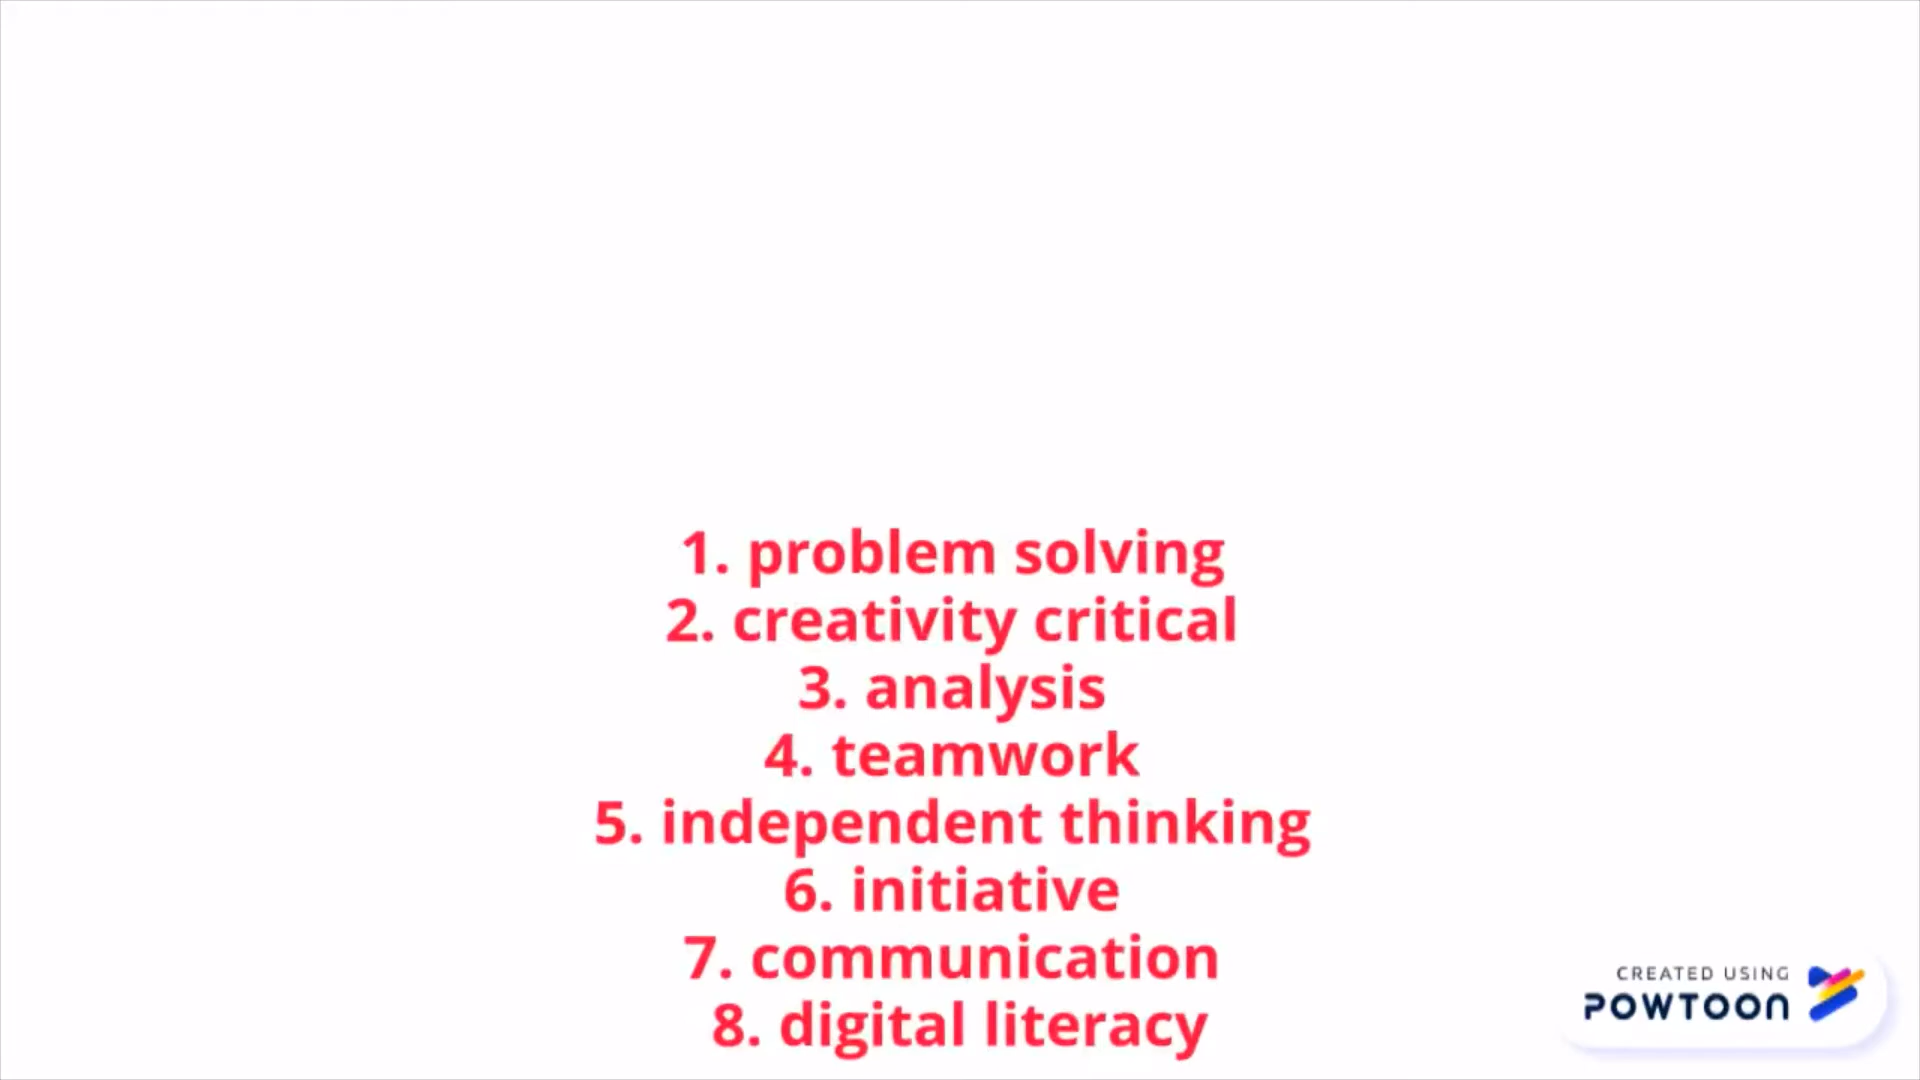 1. problem solving
2. creativity critical
3. analysis
4. teamwork
5. independent thinking
6. initiative
7. communication
8. digital literacy
CREATED USING
POWTOON